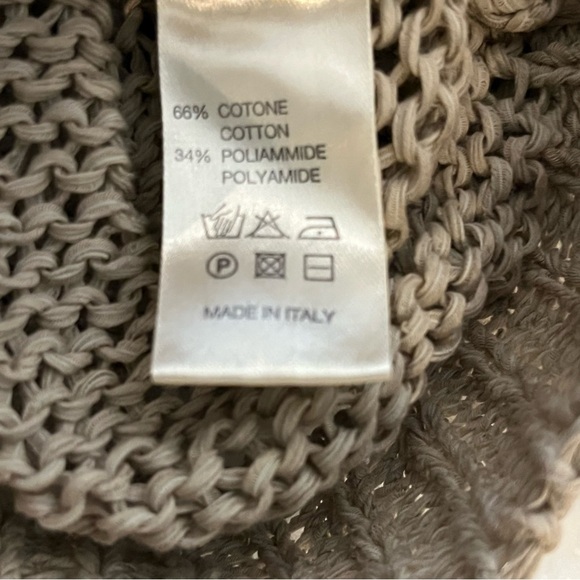 66% COTONE
COTTON
34% POLIAMMIDE
POLYAMIDE
P
MADE IN ITALY